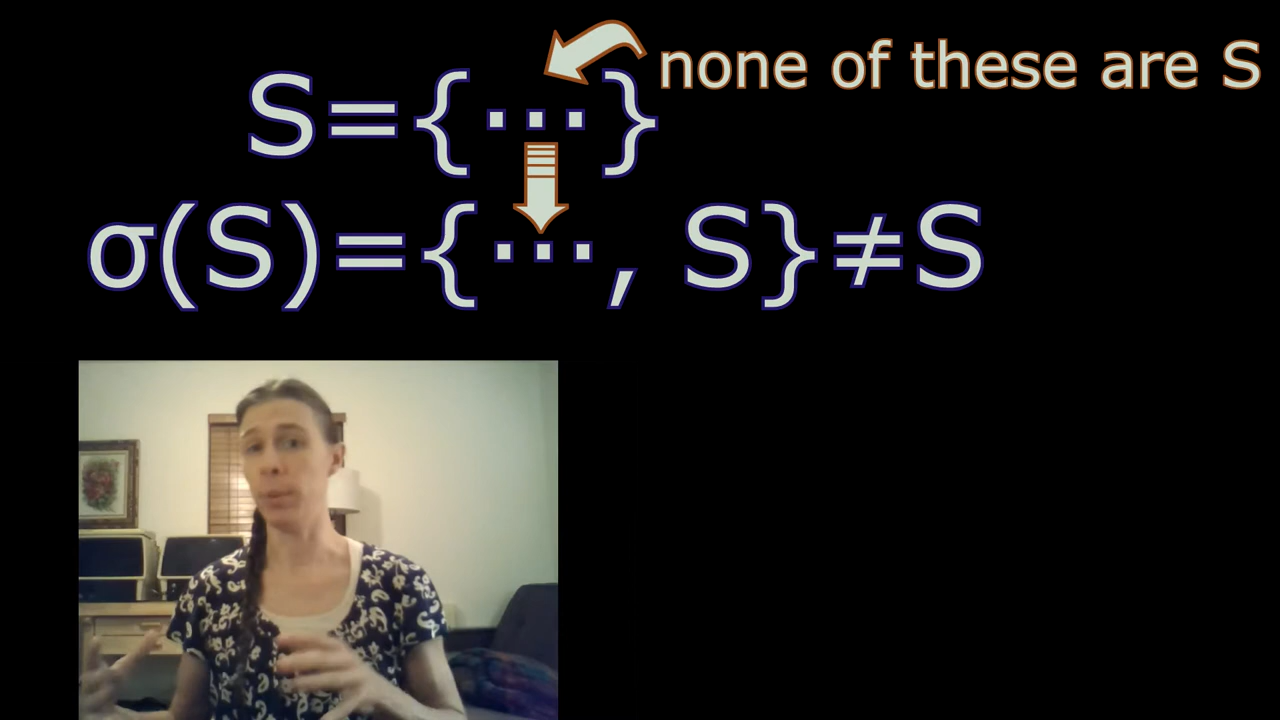 none of these are S
S={⋯}
σ(S)={⋯, S}≠S